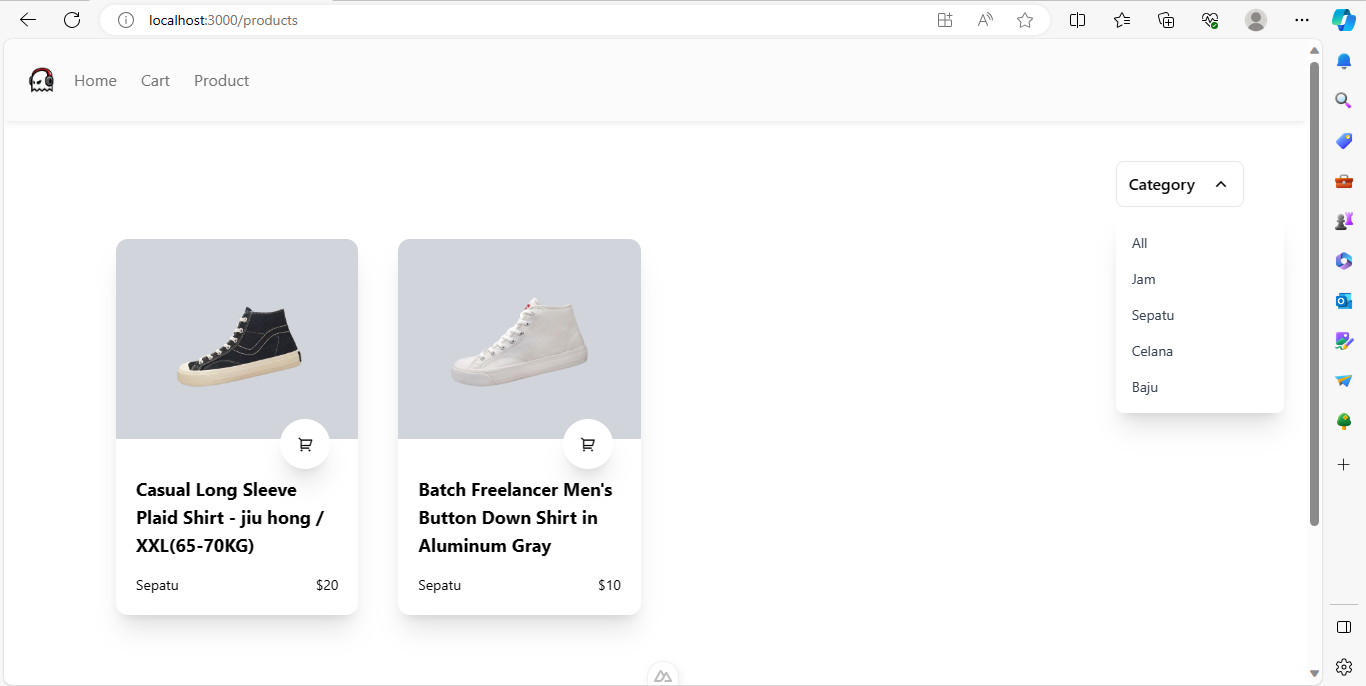 localhost:3000/products
Home Cart Product
Category
All
Jam
Sepatu
Celana
Baju
Casual Long Sleeve
Plaid Shirt - jiu hong /
XXL(65-70KG)
Sepatu $20
Batch Freelancer Men's
Button Down Shirt in
Aluminum Gray
Sepatu $10